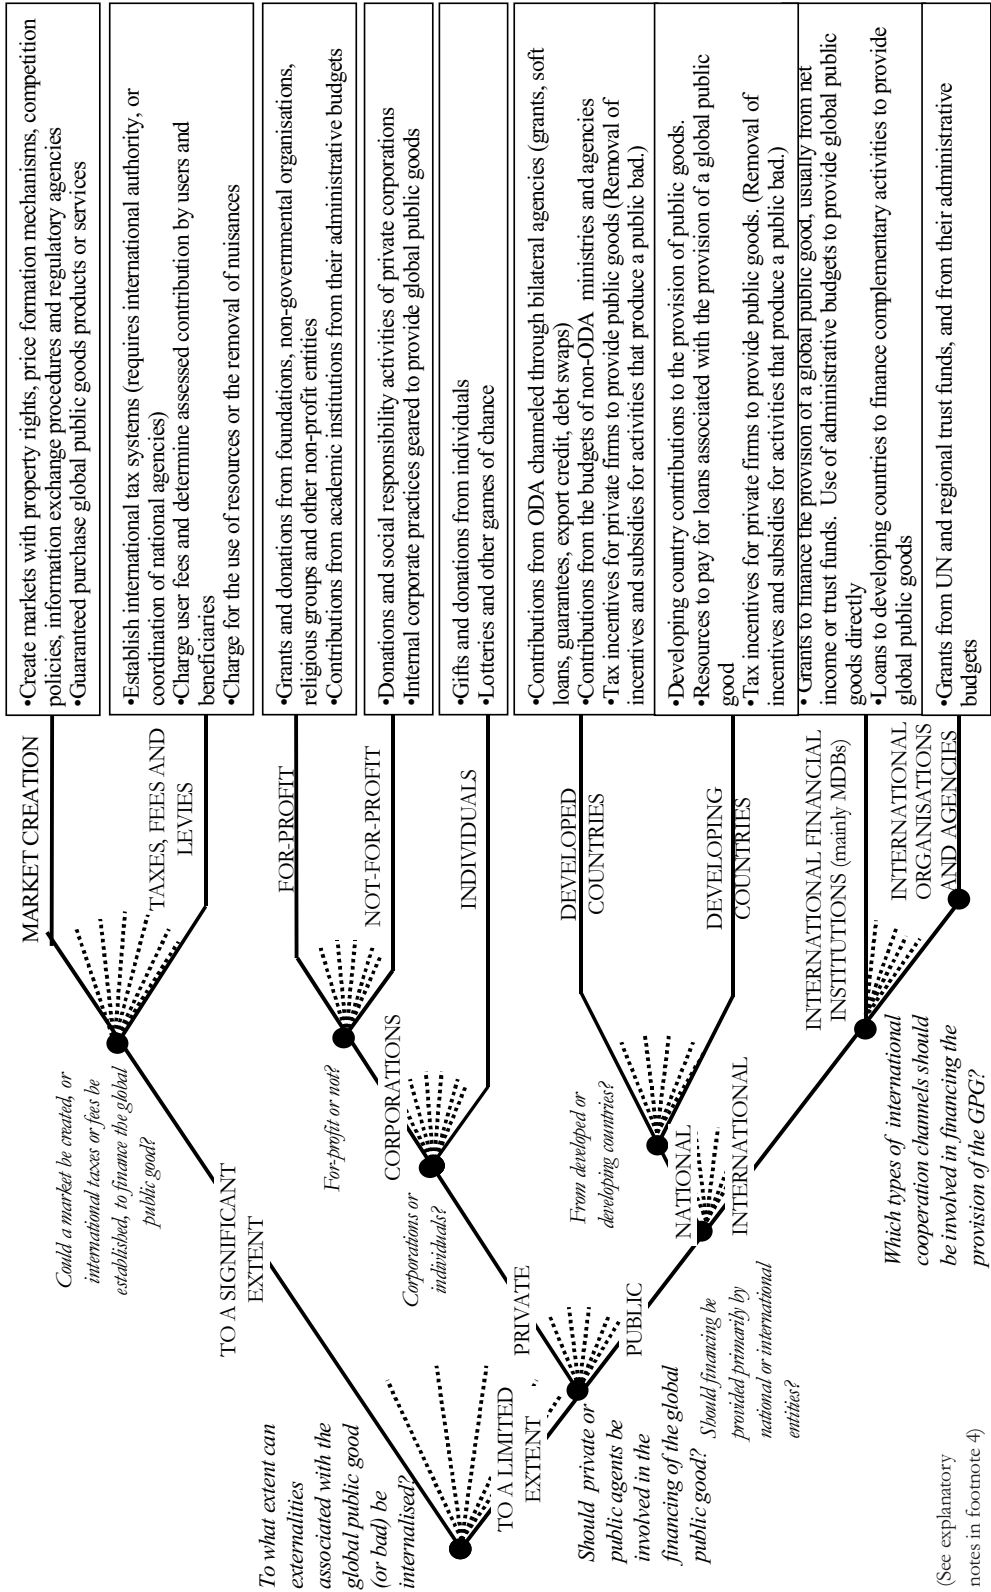 To what extent can
externalities
associated with the
global public good
(or bad) be
internalised?
TO A SIGNIFICANT
EXTENT
TO A LIMITED
EXTENT
Could a market be created, or
international taxes or fees be
established, to finance the global
public good?
MARKET CREATION
•Create markets with property rights, price formation mechanisms, competition
policies, information exchange procedures and regulatory agencies
•Guaranteed purchase global public goods products or services
TAXES, FEES AND
LEVIES
•Establish international tax systems (requires international authority, or
coordination of national agencies)
•Charge user fees and determine assessed contribution by users and
beneficiaries
•Charge for the use of resources or the removal of nuisances
Should private or
public agents be
involved in the
financing of the global
public good?
PRIVATE
PUBLIC
Corporations or
individuals?
CORPORATIONS
For-profit or not?
FOR-PROFIT
•Grants and donations from foundations, non-governmental organisations,
religious groups and other non-profit entities
•Contributions from academic institutions from their administrative budgets
NOT-FOR-PROFIT
•Donations and social responsibility activities of private corporations
•Internal corporate practices geared to provide global public goods
INDIVIDUALS
•Gifts and donations from individuals
•Lotteries and other games of chance
Should financing be
provided primarily by
national or international
entities?
NATIONAL
INTERNATIONAL
From developed or
developing countries?
DEVELOPED
COUNTRIES
•Contributions from ODA channeled through bilateral agencies (grants, soft
loans, guarantees, export credit, debt swaps)
•Contributions from the budgets of non-ODA ministries and agencies
•Tax incentives for private firms to provide public goods (Removal of
incentives and subsidies for activities that produce a public bad.)
DEVELOPING
COUNTRIES
•Developing country contributions to the provision of public goods.
•Resources to pay for loans associated with the provision of a global public
good
•Tax incentives for private firms to provide public goods. (Removal of
incentives and subsidies for activities that produce a public bad.)
Which types of international
cooperation channels should
be involved in financing the
provision of the GPG?
INTERNATIONAL FINANCIAL
INSTITUTIONS (mainly MDBs)
•Grants to finance the provision of a global public good, usually from net
income or trust funds. Use of administrative budgets to provide global public
goods directly
•Loans to developing countries to finance complementary activities to provide
global public goods
INTERNATIONAL
ORGANISATIONS
AND AGENCIES
•Grants from UN and regional trust funds, and from their administrative
budgets
(See explanatory
notes in footnote 4)